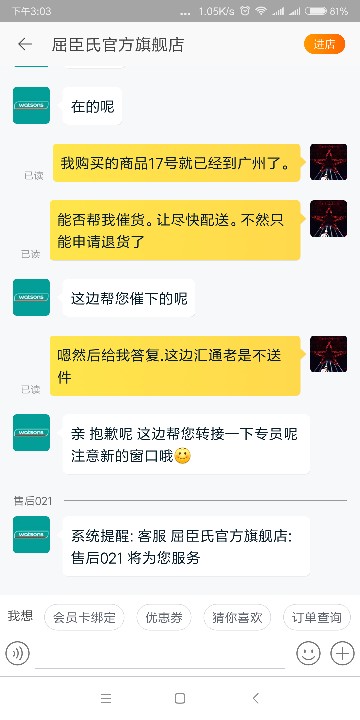 下午3:03
... 1.05K/s 81%
屈臣氏官方旗舰店
进店
watsons
在的呢
我购买的商品17号就已经到广州了。
已读
能否帮我催货。让尽快配送。不然只
能申请退货了
已读
watsons
这边帮您催下的呢
嗯然后给我答复.这边汇通老是不送
件
已读
watsons
亲 抱歉呢 这边帮您转接一下专员呢
注意新的窗口哦
售后021
watsons
系统提醒: 客服 屈臣氏官方旗舰店:
售后021 将为您服务
我想
会员卡绑定
优惠券
猜你喜欢
订单查询